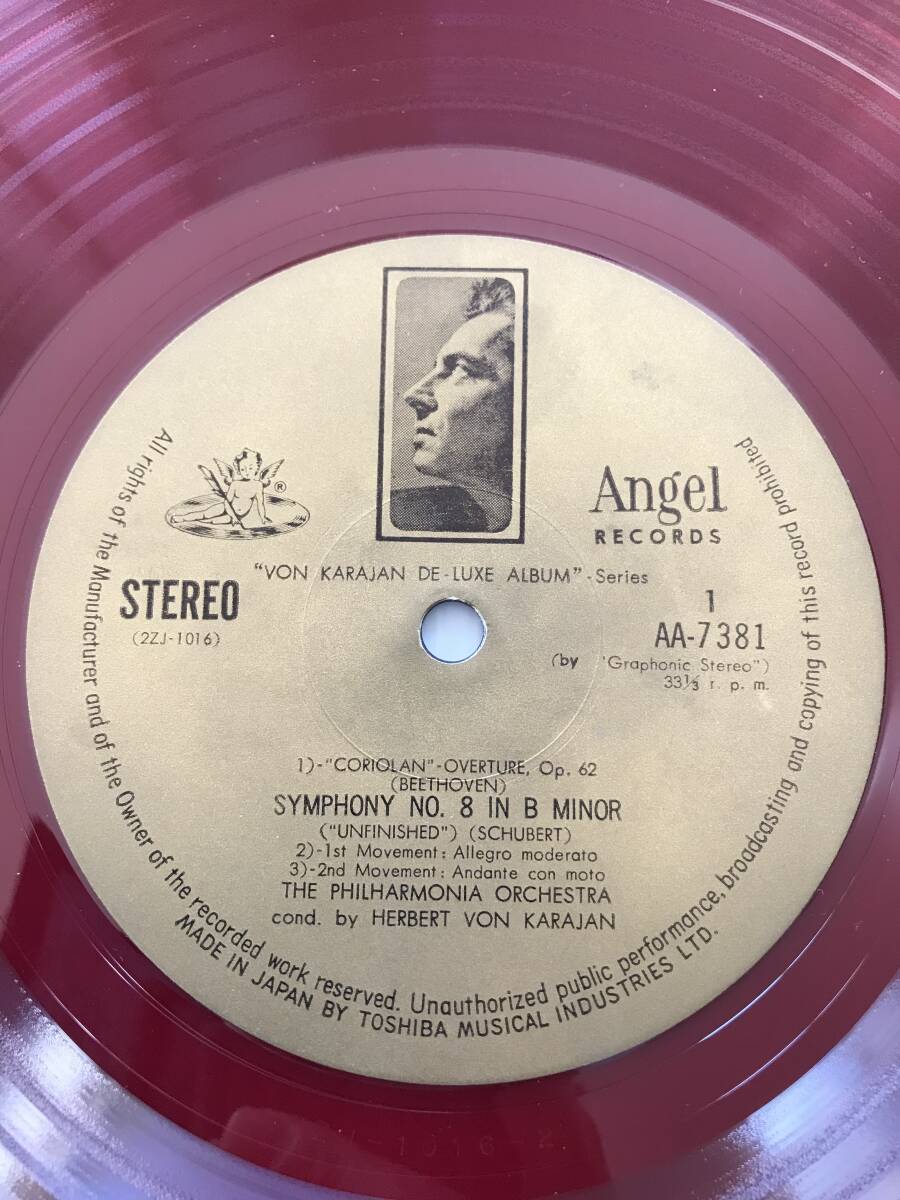 ®
Angel
RECORDS
"VON KARAJAN DE-LUXE ALBUM"-Series
STEREO
(2ZJ-1016)
1
AA-7381
(by 'Graphonic Stereo")
33⅓ r. p. m.
1)-"CORIOLAN"-OVERTURE, Op. 62
(BEETHOVEN)
SYMPHONY NO. 8 IN B MINOR
("UNFINISHED") (SCHUBERT)
2)-1st Movement: Allegro moderato
3)-2nd Movement: Andante con moto
THE PHILHARMONIA ORCHESTRA
cond. by HERBERT VON KARAJAN
All rights of the Manufacturer and of the Owner of the recorded work reserved. Unauthorized public performance, broadcasting and copying of this record prohibited
MADE IN JAPAN BY TOSHIBA MUSICAL INDUSTRIES LTD.
1016-2